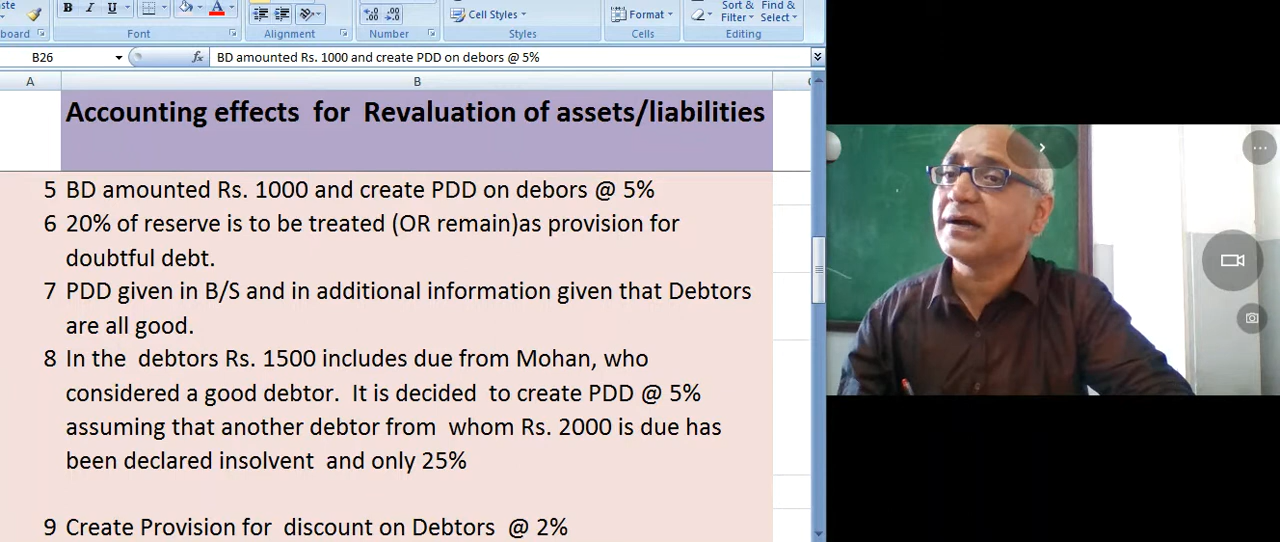 B I U A
Cell Styles
Format
Sort &
Filter
Find &
Select
board
Font
Alignment
Number
Styles
Cells
Editing
B26
fx
BD amounted Rs. 1000 and create PDD on debors @ 5%
A
B
Accounting effects for Revaluation of assets/liabilities
5 BD amounted Rs. 1000 and create PDD on debors @ 5%
6 20% of reserve is to be treated (OR remain)as provision for
doubtful debt.
7 PDD given in B/S and in additional information given that Debtors
are all good.
8 In the debtors Rs. 1500 includes due from Mohan, who
considered a good debtor. It is decided to create PDD @ 5%
assuming that another debtor from whom Rs. 2000 is due has
been declared insolvent and only 25%
9 Create Provision for discount on Debtors @ 2%